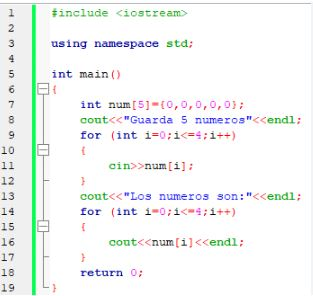 1 #include <iostream>
2
3 using namespace std;
4
5 int main()
6 {
7 int num[5]={0,0,0,0,0};
8 cout<<"Guarda 5 numeros"<<endl;
9 for (int i=0;i<=4;i++)
10 {
11 cin>>num[i];
12 }
13 cout<<"Los numeros son:"<<endl;
14 for (int i=0;i<=4;i++)
15 {
16 cout<<num[i]<<endl;
17 }
18 return 0;
19 }